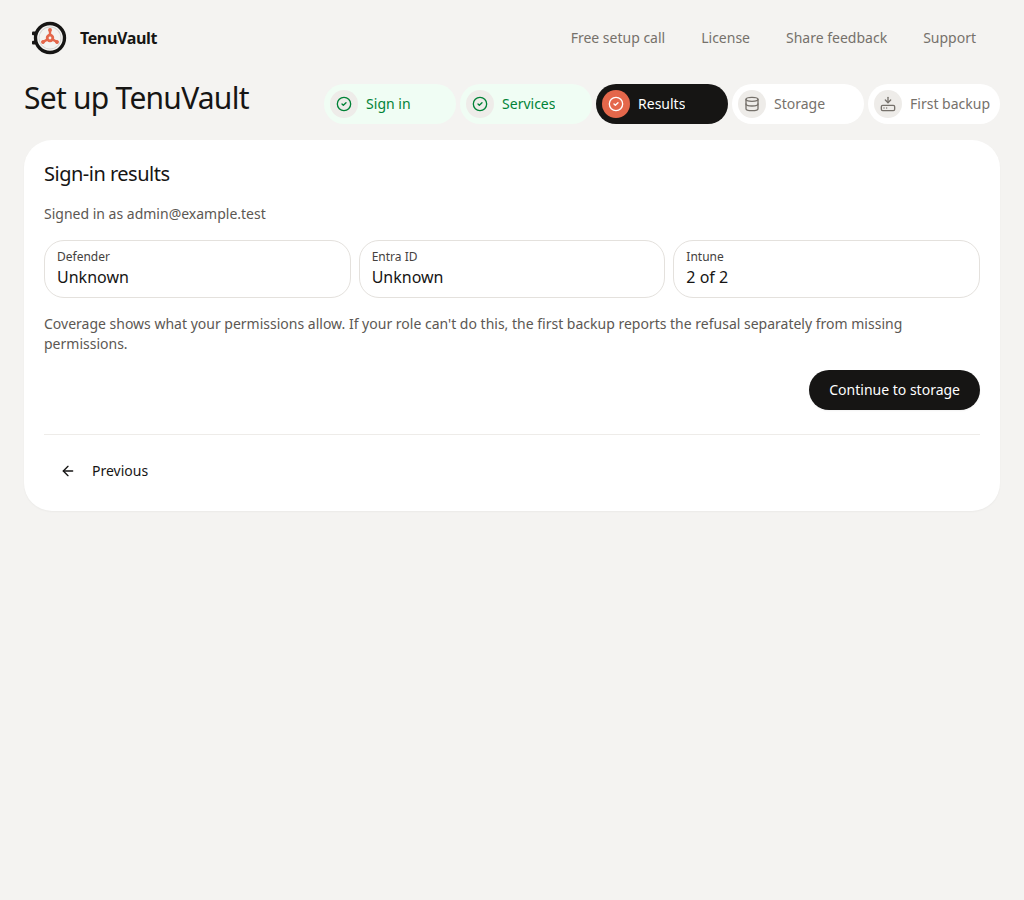 TenuVault
Free setup call
License
Share feedback
Support
Set up TenuVault
Sign in
Services
Results
Storage
First backup
Sign-in results
Signed in as admin@example.test
Defender
Unknown
Entra ID
Unknown
Intune
2 of 2
Coverage shows what your permissions allow. If your role can't do this, the first backup reports the refusal separately from missing
permissions.
Continue to storage
Previous